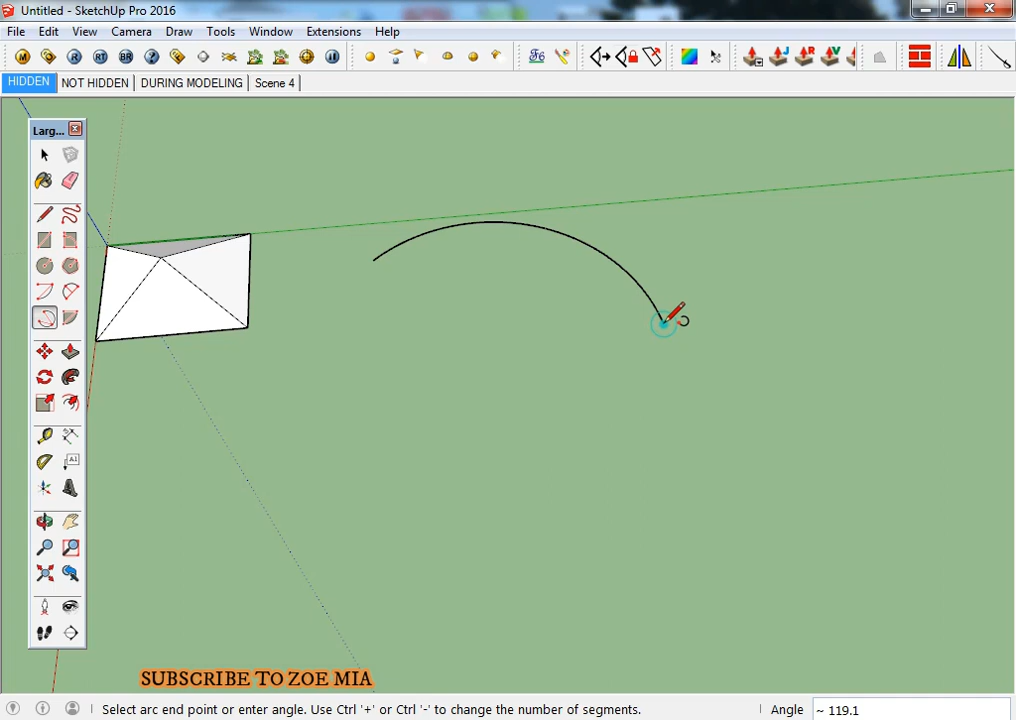 Untitled - SketchUp Pro 2016
File Edit View Camera Draw Tools Window Extensions Help
HIDDEN NOT HIDDEN DURING MODELING Scene 4
Larg...
SUBSCRIBE TO ZOE MIA
Select arc end point or enter angle. Use Ctrl '+' or Ctrl '-' to change the number of segments. Angle ~ 119.1